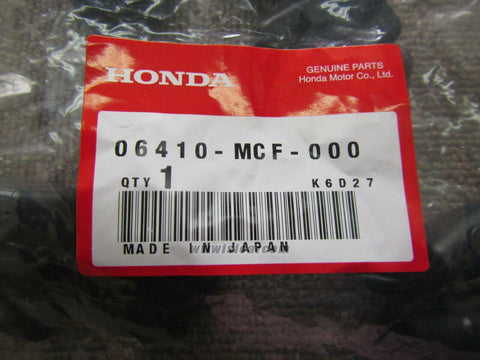 HONDA
GENUINE PARTS
Honda Motor Co., Ltd.
06410-MCF-000
QTY 1 K6D27
MADE IN JAPAN